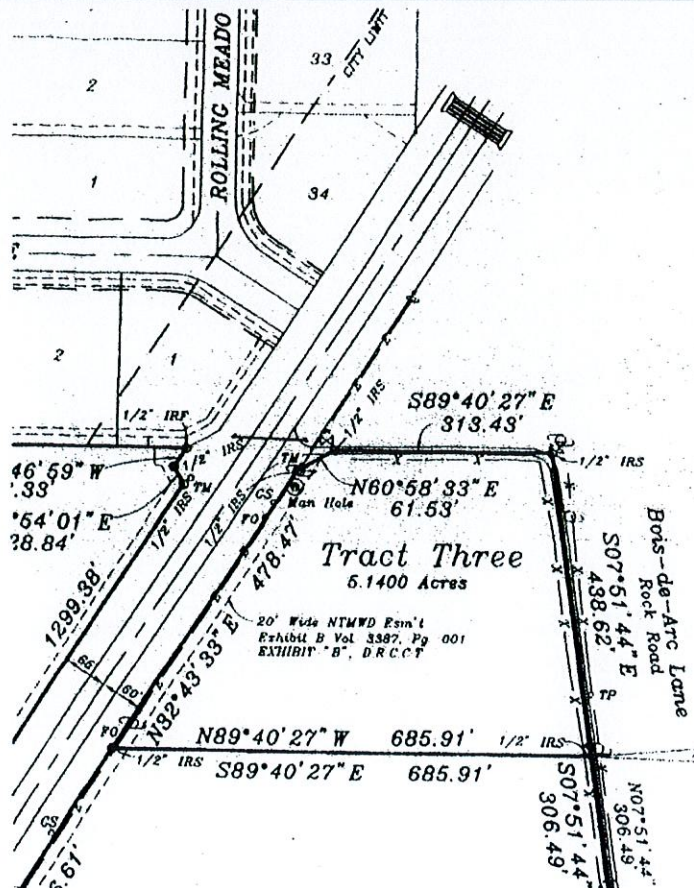 ROLLING MEADO
33
CITY LIMIT
2
1
34
2
1
1/2" IRF
1/2"
IRS
1/2" IRS
S89°40'27"E
313.43'
1/2" IRS
46'59" W
.33'
TM
TM
°54'01" E
28.84'
1/2" IRS
1/2" IRS
GS
Man Hole
FO
N60°58'33"E
61.53'
Tract Three
5.1400 Acres
Bois-de-Arc Lane
Rock Road
S07°51'44"E
438.62'
1299.38'
478.47'
N32°43'33"E
20' Wide NTMWD Esm't
Exhibit B Vol 3387, Pg 001
EXHIBIT "B", D.R.C.C.T
66
60'
TP
FO
N89°40'27"W 685.91'
1/2" IRS
1/2" IRS
S89°40'27"E 685.91'
S07°51'44
306.49'
N07°51'44"
306.49'
GS
6.61'